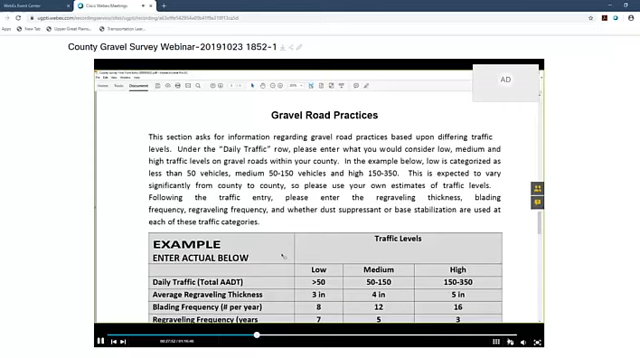 WebEx Event Center
Cisco Webex Meetings
Apps
Bb
New Tab
Upper Great Plains...
Transportation Lear...
County Gravel Survey Webinar-20191023 1852-1
Home
Tools
Document
AD
Gravel Road Practices
This section asks for information regarding gravel road practices based upon differing traffic
levels. Under the "Daily Traffic" row, please enter what you would consider low, medium and
high traffic levels on gravel roads within your county. In the example below, low is categorized as
less than 50 vehicles, medium 50-150 vehicles and high 150-350. This is expected to vary
significantly from county to county, so please use your own estimates of traffic levels.
Following the traffic entry, please enter the regraveling thickness, blading
frequency, regraveling frequency, and whether dust suppressant or base stabilization are used at
each of these traffic categories.
EXAMPLE
ENTER ACTUAL BELOW
Traffic Levels
Low Medium High
Daily Traffic (Total AADT) >50 50-150 150-350
Average Regraveling Thickness 3 in 4 in 5 in
Blading Frequency (# per year) 8 12 16
Regraveling Frequency (years 7 5 3